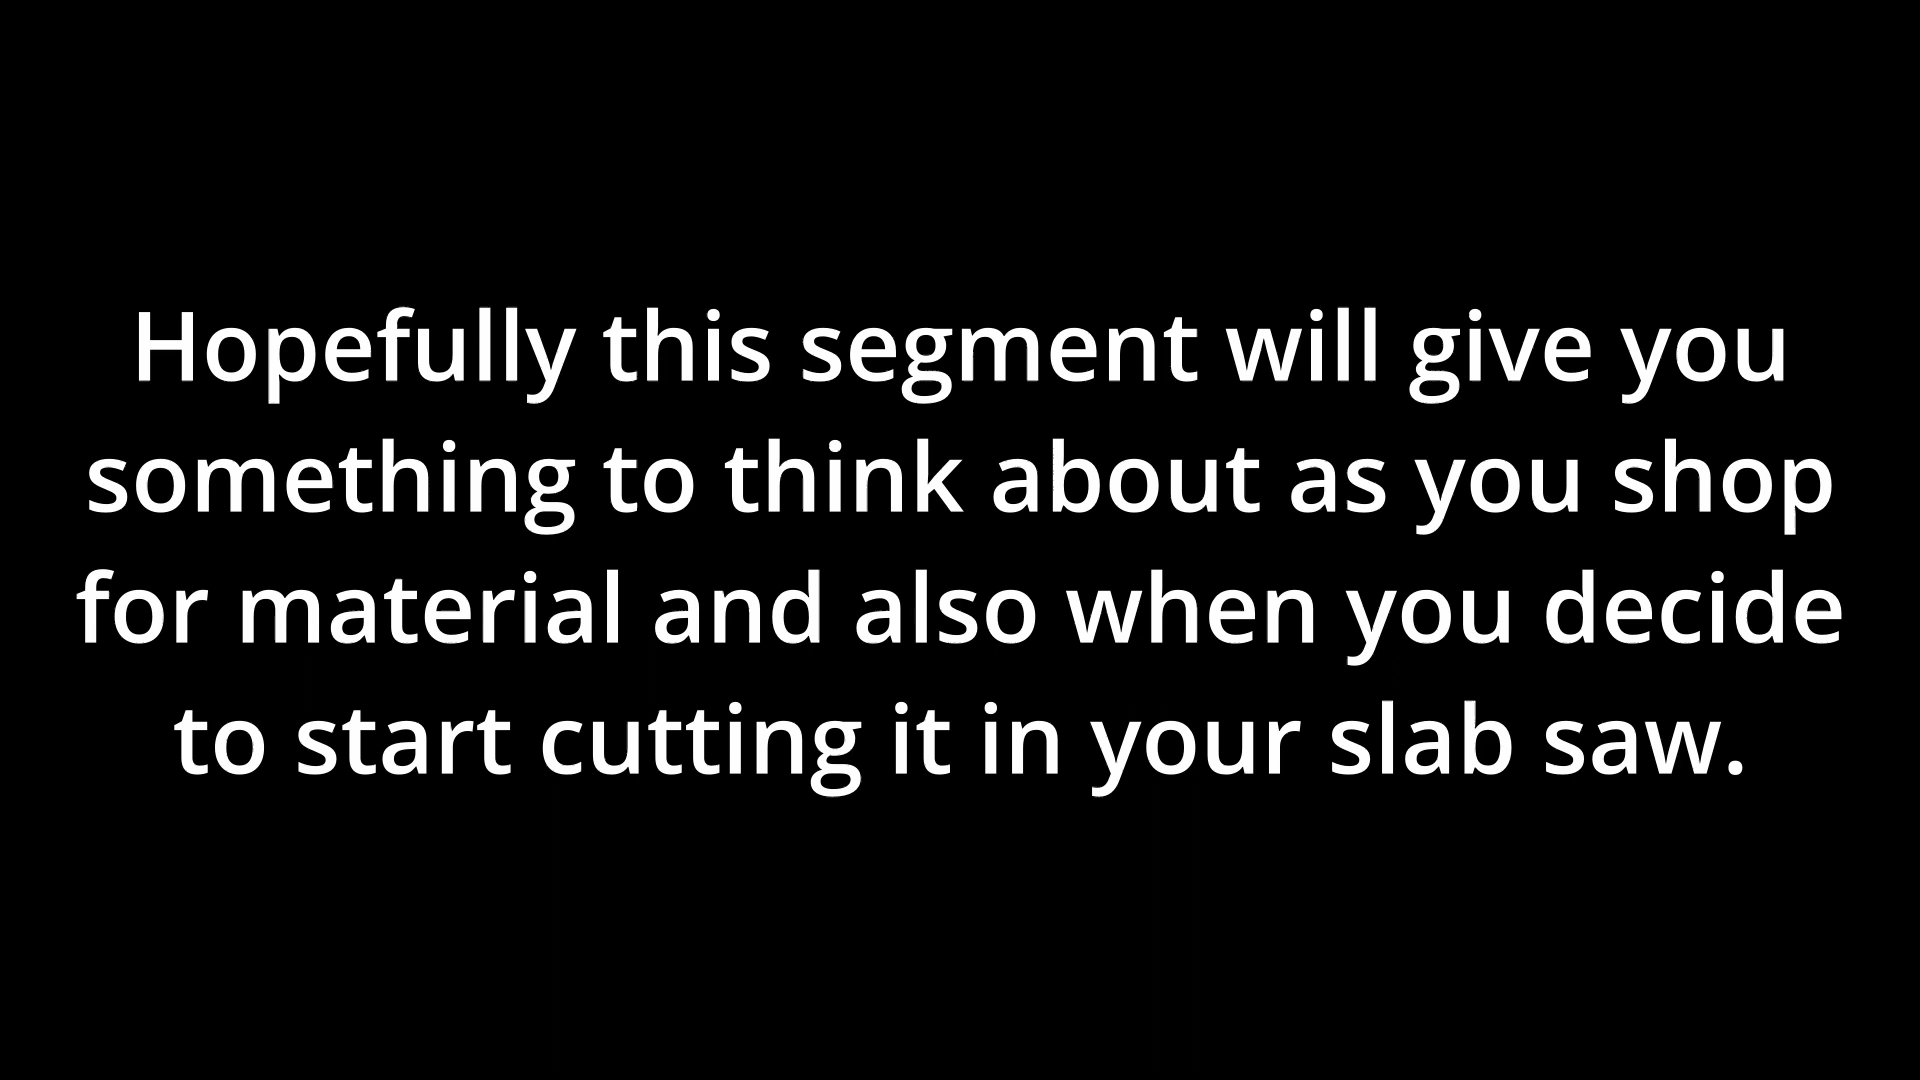 Hopefully this segment will give you
something to think about as you shop
for material and also when you decide
to start cutting it in your slab saw.